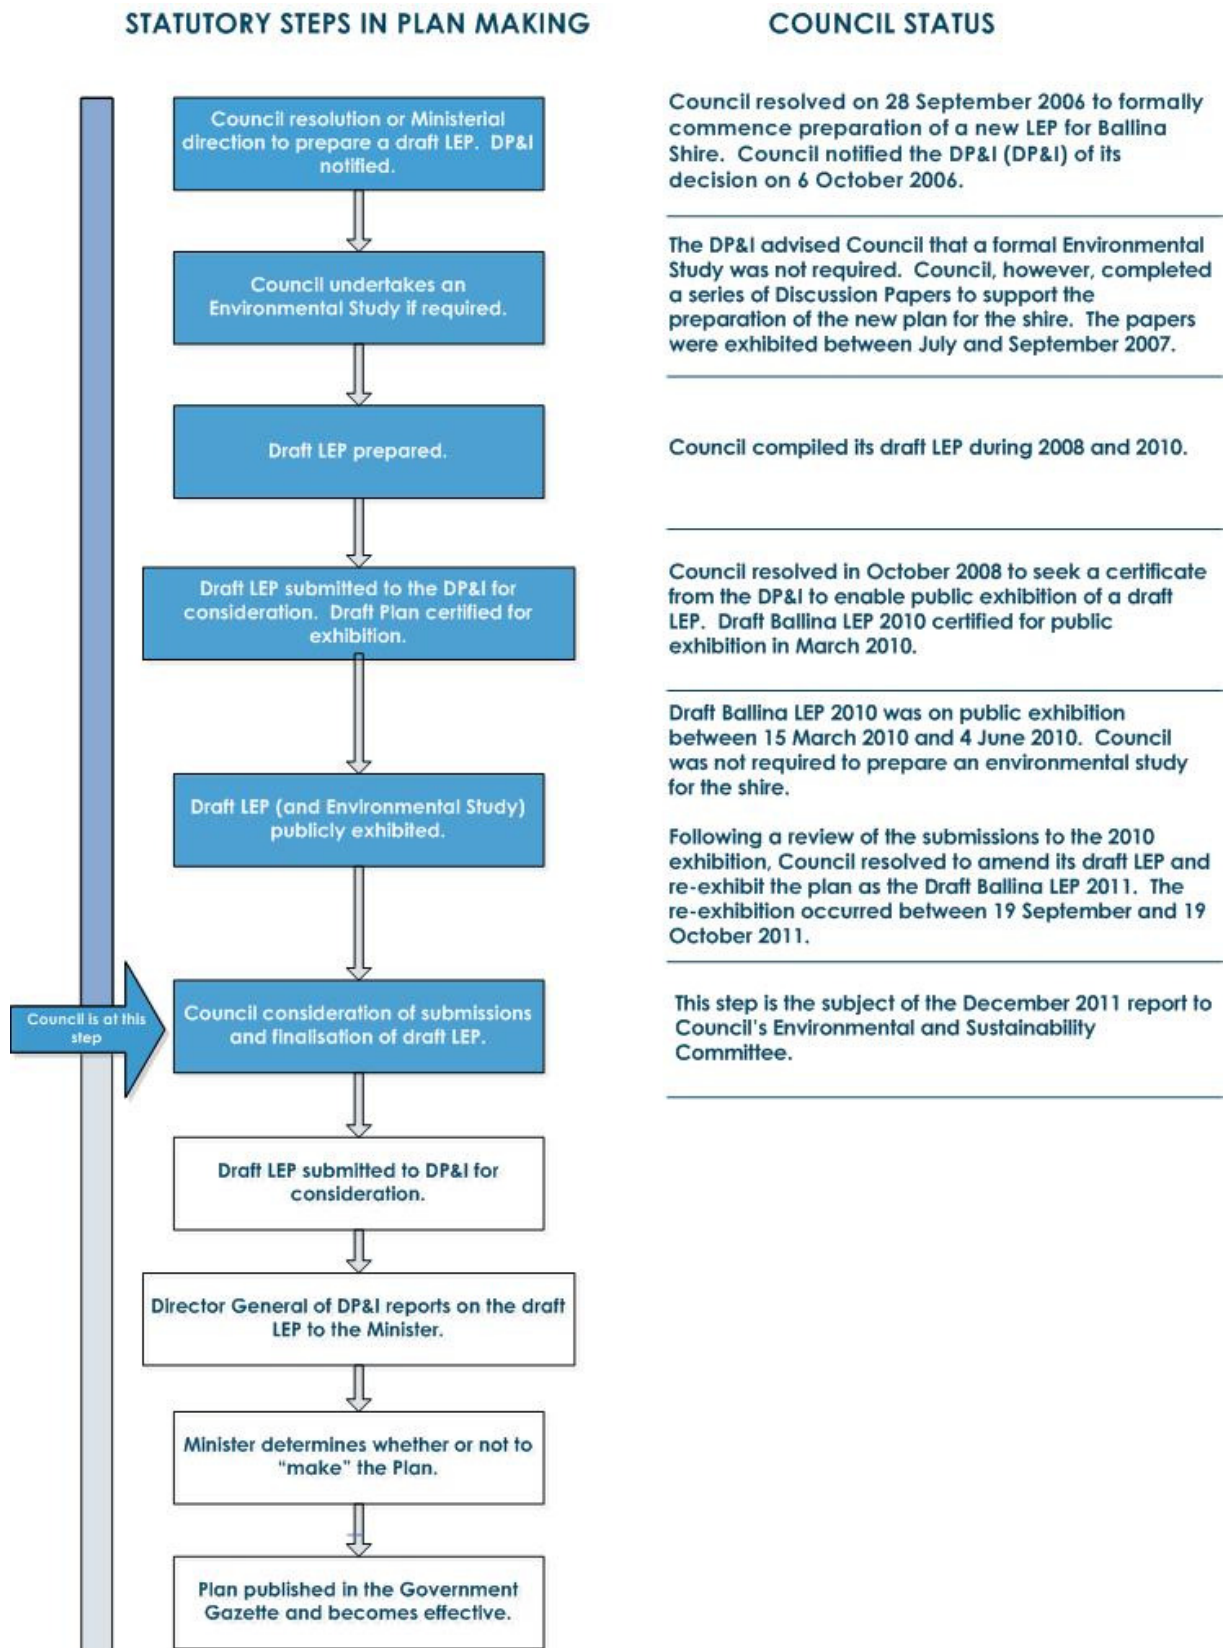 STATUTORY STEPS IN PLAN MAKING
COUNCIL STATUS
Council resolution or Ministerial
direction to prepare a draft LEP.  DP&I
notified.
Council resolved on 28 September 2006 to formally
commence preparation of a new LEP for Ballina
Shire.  Council notified the DP&I (DP&I) of its
decision on 6 October 2006.
Council undertakes an
Environmental Study if required.
The DP&I advised Council that a formal Environmental
Study was not required.  Council, however, completed
a series of Discussion Papers to support the
preparation of the new plan for the shire.  The papers
were exhibited between July and September 2007.
Draft LEP prepared.
Council compiled its draft LEP during 2008 and 2010.
Draft LEP submitted to the DP&I for
consideration.  Draft Plan certified for
exhibition.
Council resolved in October 2008 to seek a certificate
from the DP&I to enable public exhibition of a draft
LEP.  Draft Ballina LEP 2010 certified for public
exhibition in March 2010.
Draft LEP (and Environmental Study)
publicly exhibited.
Draft Ballina LEP 2010 was on public exhibition
between 15 March 2010 and 4 June 2010.  Council
was not required to prepare an environmental study
for the shire.
Following a review of the submissions to the 2010
exhibition, Council resolved to amend its draft LEP and
re-exhibit the plan as the Draft Ballina LEP 2011.  The
re-exhibition occurred between 19 September and 19
October 2011.
Council is at this
step
Council consideration of submissions
and finalisation of draft LEP.
This step is the subject of the December 2011 report to
Council's Environmental and Sustainability
Committee.
Draft LEP submitted to DP&I for
consideration.
Director General of DP&I reports on the draft
LEP to the Minister.
Minister determines whether or not to
“make” the Plan.
Plan published in the Government
Gazette and becomes effective.